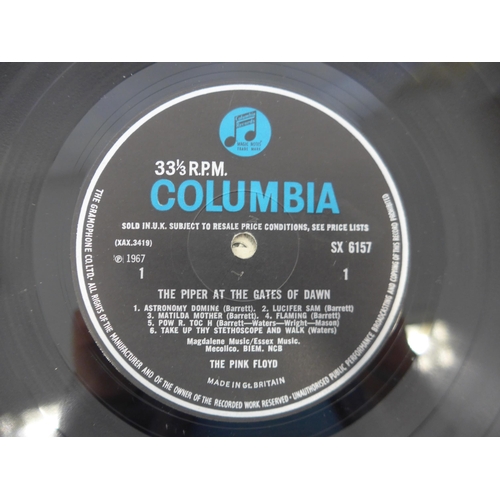 33⅓ R.P.M.
COLUMBIA
SOLD IN U.K. SUBJECT TO RESALE PRICE CONDITIONS, SEE PRICE LISTS
(XAX.3419)
SX 6157
℗ 1967
1
1
THE PIPER AT THE GATES OF DAWN
1. ASTRONOMY DOMINE (Barrett) 2. LUCIFER SAM (Barrett)
3. MATILDA MOTHER (Barrett) 4. FLAMING (Barrett)
5. POW R. TOC H (Barrett—Waters—Wright—Mason)
6. TAKE UP THY STETHOSCOPE AND WALK (Waters)
Magdalene Music/Essex Music.
Mecolico. BIEM. NCB
THE PINK FLOYD
MADE IN Gt. BRITAIN
THE GRAMOPHONE CO. LTD. ALL RIGHTS OF THE MANUFACTURER AND OF THE OWNER OF THE RECORDED WORK RESERVED. UNAUTHORISED PUBLIC PERFORMANCE BROADCASTING AND COPYING OF THIS RECORD PROHIBITED